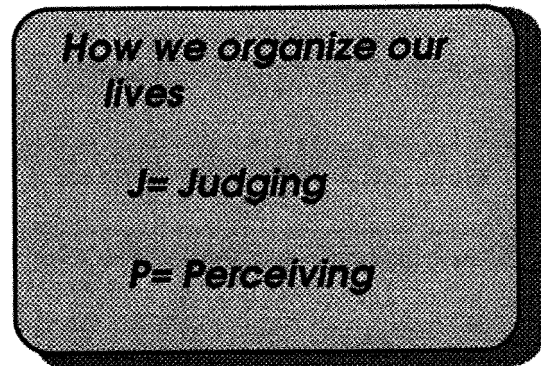 How we organize our
lives
J= Judging
P= Perceiving